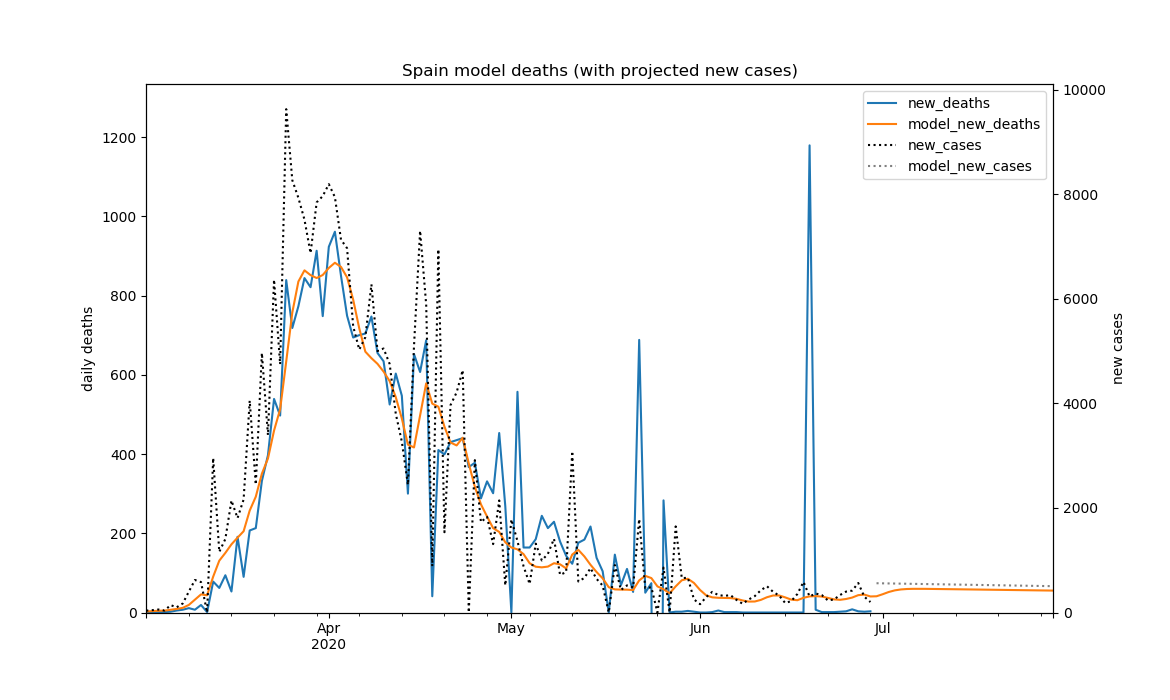 Spain model deaths (with projected new cases)
new_deaths
model_new_deaths
new_cases
model_new_cases
daily deaths
1200
1000
800
600
400
200
0
new cases
10000
8000
6000
4000
2000
0
Apr
2020
May
Jun
Jul